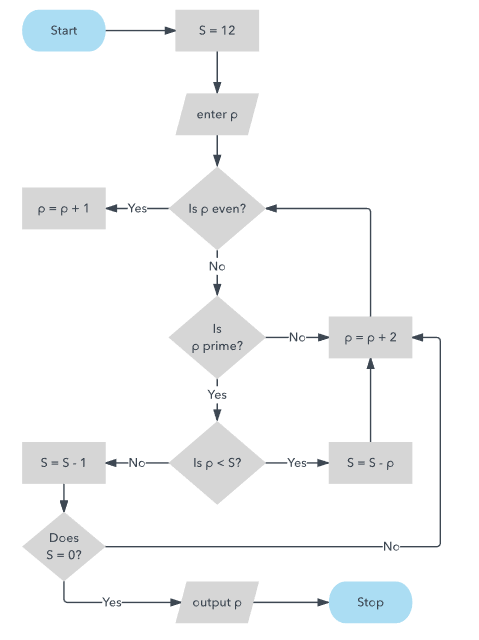 Start
S = 12
enter p
Is p even?
Yes
p = p + 1
No
Is
p prime?
No
p = p + 2
Yes
Is p < S?
No
S = S - 1
Yes
S = S - p
Does
S = 0?
No
Yes
output p
Stop